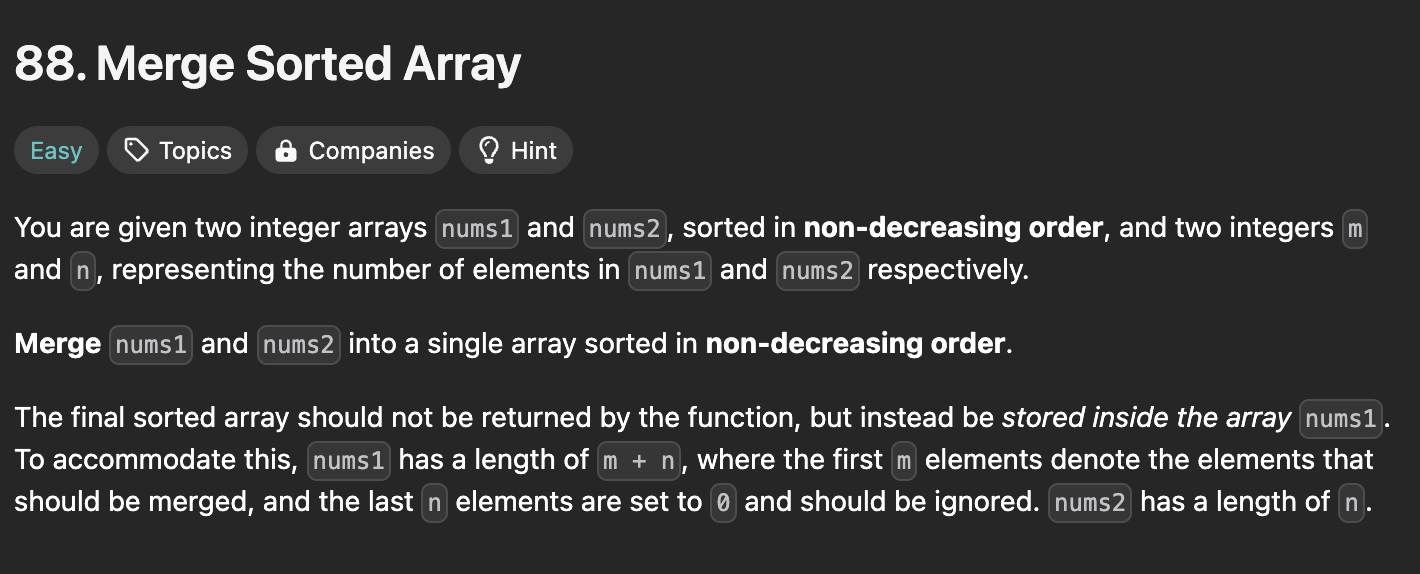 88. Merge Sorted Array
Easy Topics Companies Hint
You are given two integer arrays nums1 and nums2, sorted in non-decreasing order, and two integers m
and n, representing the number of elements in nums1 and nums2 respectively.
Merge nums1 and nums2 into a single array sorted in non-decreasing order.
The final sorted array should not be returned by the function, but instead be stored inside the array nums1.
To accommodate this, nums1 has a length of m + n, where the first m elements denote the elements that
should be merged, and the last n elements are set to 0 and should be ignored. nums2 has a length of n.